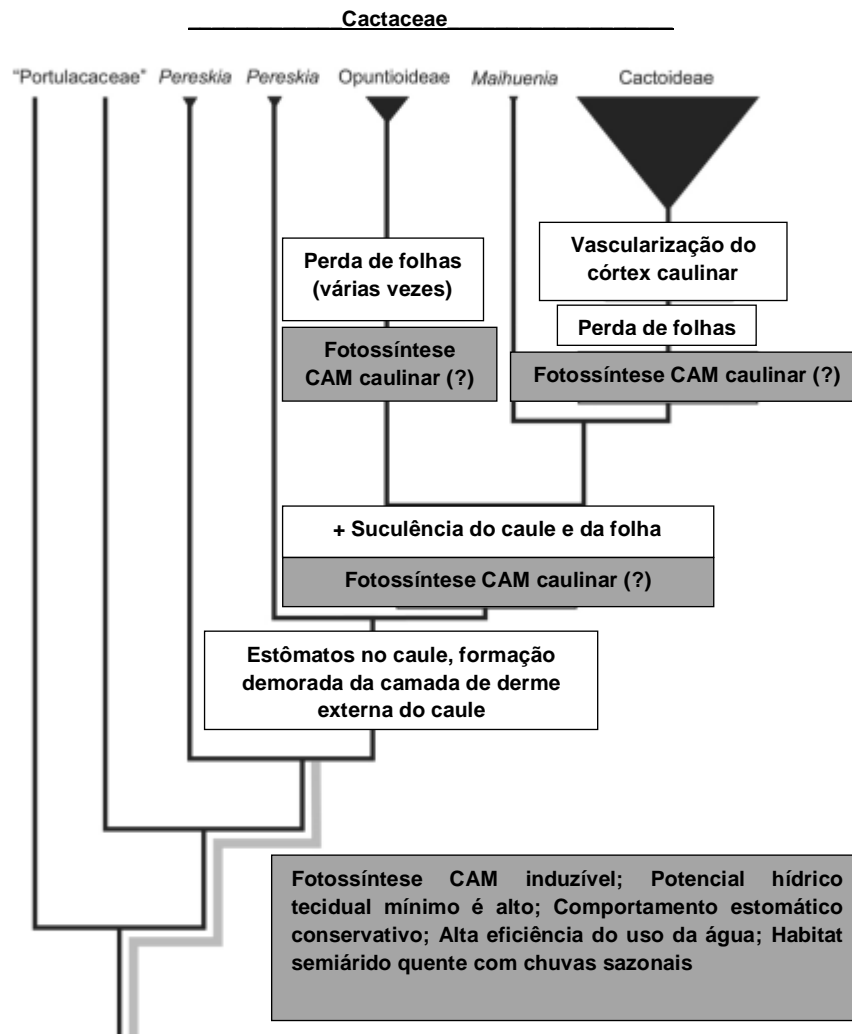 Cactaceae
"Portulacaceae" Pereskia Pereskia Opuntioideae Maihuenia Cactoideae
Perda de folhas
(várias vezes)
Fotossíntese
CAM caulinar (?)
Vascularização do
córtex caulinar
Perda de folhas
Fotossíntese CAM caulinar (?)
+ Suculência do caule e da folha
Fotossíntese CAM caulinar (?)
Estômatos no caule, formação
demorada da camada de derme
externa do caule
Fotossíntese CAM induzível; Potencial hídrico
tecidual mínimo é alto; Comportamento estomático
conservativo; Alta eficiência do uso da água; Habitat
semiárido quente com chuvas sazonais